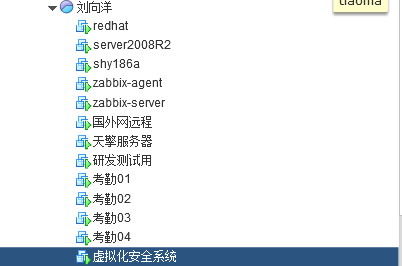 tiaoma
刘向洋
redhat
server2008R2
shy186a
zabbix-agent
zabbix-server
国外网远程
天擎服务器
研发测试用
考勤01
考勤02
考勤03
考勤04
虚拟化安全系统